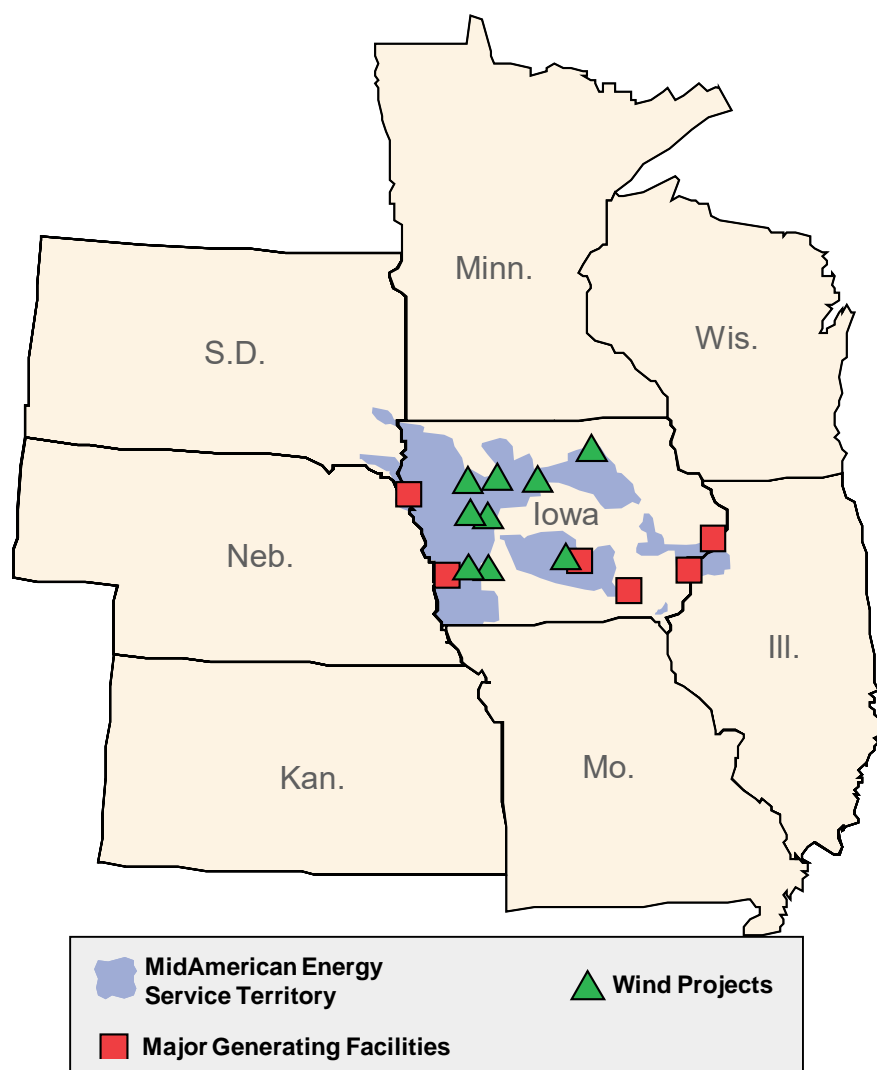 Minn.
Wis.
S.D.
Iowa
Neb.
Ill.
Mo.
Kan.
MidAmerican Energy
Service Territory
Wind Projects
Major Generating Facilities